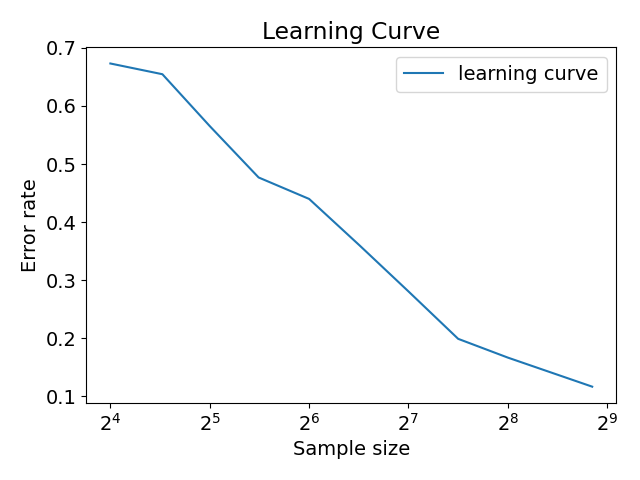 Learning Curve
learning curve
0.7
0.6
0.5
0.4
0.3
0.2
0.1
Error rate
2⁴ 2⁵ 2⁶ 2⁷ 2⁸ 2⁹
Sample size